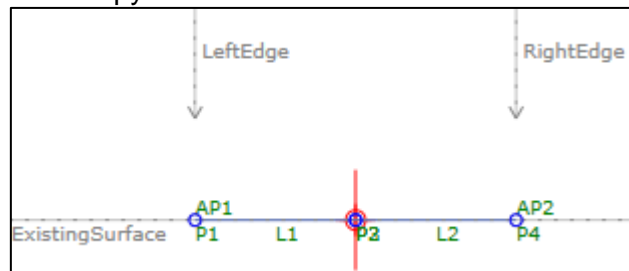 LeftEdge
RightEdge
AP1
AP2
ExistingSurface
P1
L1
L2
P4